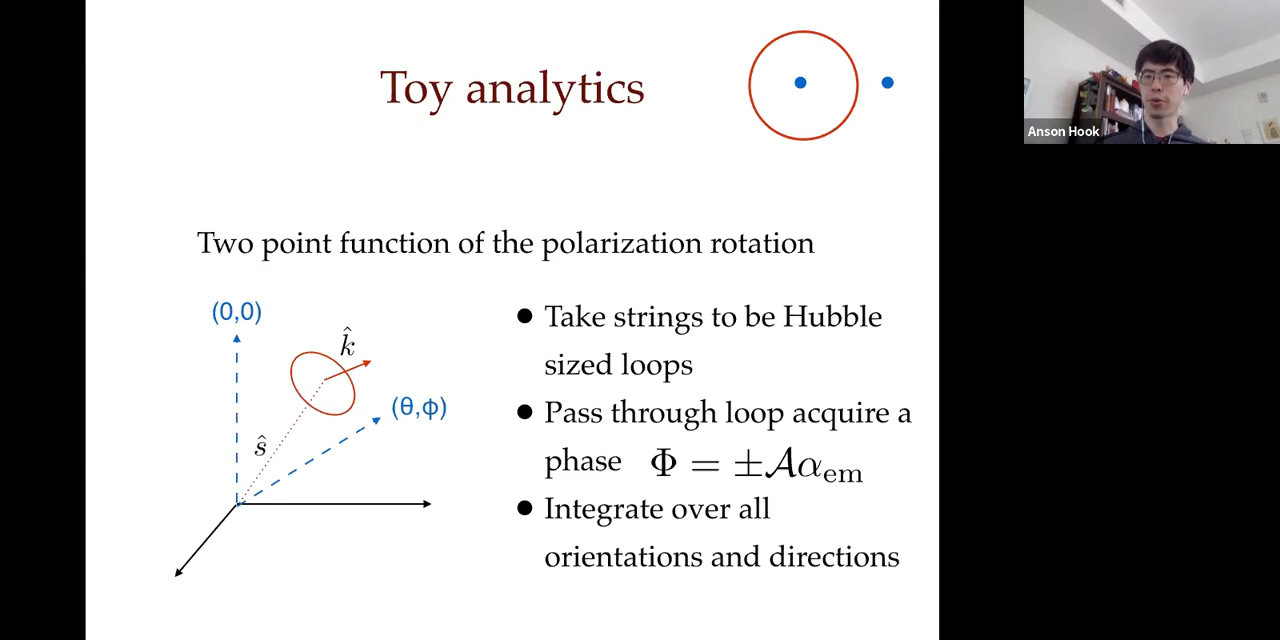 Toy analytics
Anson Hook
Two point function of the polarization rotation
(0,0)
k̂
(θ,ϕ)
ŝ
● Take strings to be Hubble
sized loops
● Pass through loop acquire a
phase Φ = ±𝒜α_em
● Integrate over all
orientations and directions